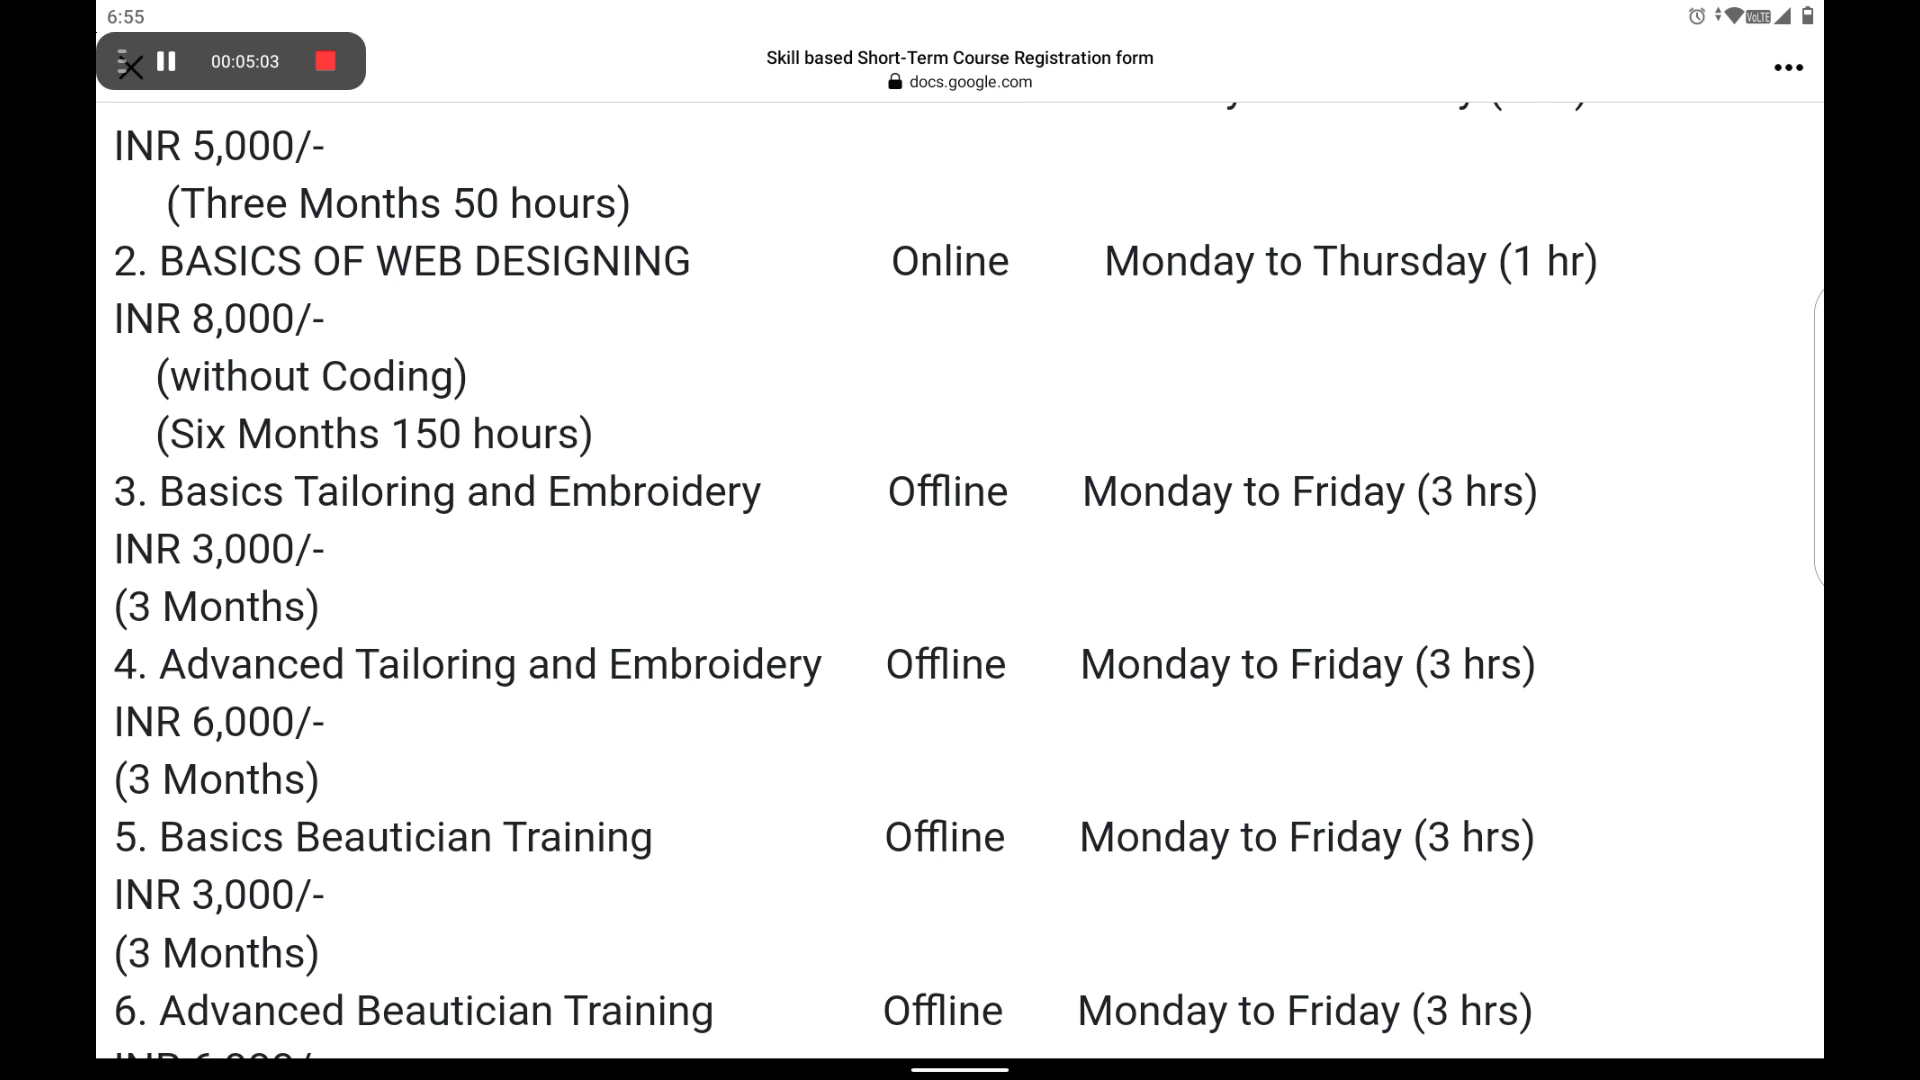 6:55
VoLTE
00:05:03
Skill based Short-Term Course Registration form
docs.google.com
INR 5,000/-
(Three Months 50 hours)
2. BASICS OF WEB DESIGNING Online Monday to Thursday (1 hr)
INR 8,000/-
(without Coding)
(Six Months 150 hours)
3. Basics Tailoring and Embroidery Offline Monday to Friday (3 hrs)
INR 3,000/-
(3 Months)
4. Advanced Tailoring and Embroidery Offline Monday to Friday (3 hrs)
INR 6,000/-
(3 Months)
5. Basics Beautician Training Offline Monday to Friday (3 hrs)
INR 3,000/-
(3 Months)
6. Advanced Beautician Training Offline Monday to Friday (3 hrs)